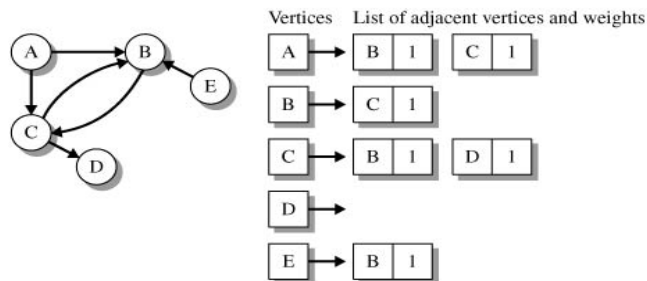 Vertices List of adjacent vertices and weights
A B E C D
A B 1 C 1
B C 1
C B 1 D 1
D
E B 1